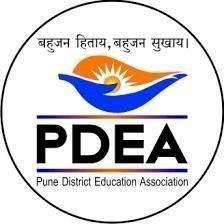 बहुजन हिताय, बहुजन सुखाय।
PDEA
Pune District Education Association